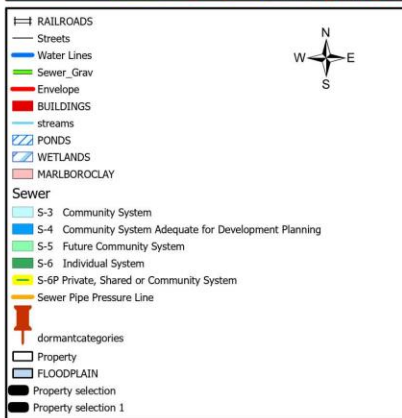 RAILROADS
Streets
Water Lines
Sewer_Grav
Envelope
BUILDINGS
streams
PONDS
WETLANDS
MARLBOROCLAY
Sewer
S-3 Community System
S-4 Community System Adequate for Development Planning
S-5 Future Community System
S-6 Individual System
S-6P Private, Shared or Community System
Sewer Pipe Pressure Line
dormantcategories
Property
FLOODPLAIN
Property selection
Property selection 1
N
W E
S